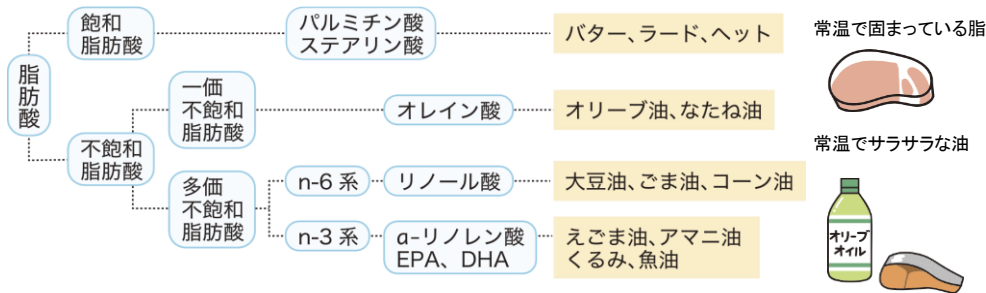 脂肪酸
飽和
脂肪酸
パルミチン酸
ステアリン酸
バター、ラード、ヘット
不飽和
脂肪酸
一価
不飽和
脂肪酸
オレイン酸
オリーブ油、なたね油
多価
不飽和
脂肪酸
n-6 系
リノール酸
大豆油、ごま油、コーン油
n-3 系
α-リノレン酸
EPA、DHA
えごま油、アマニ油
くるみ、魚油
常温で固まっている脂
常温でサラサラな油
オリーブ
オイル